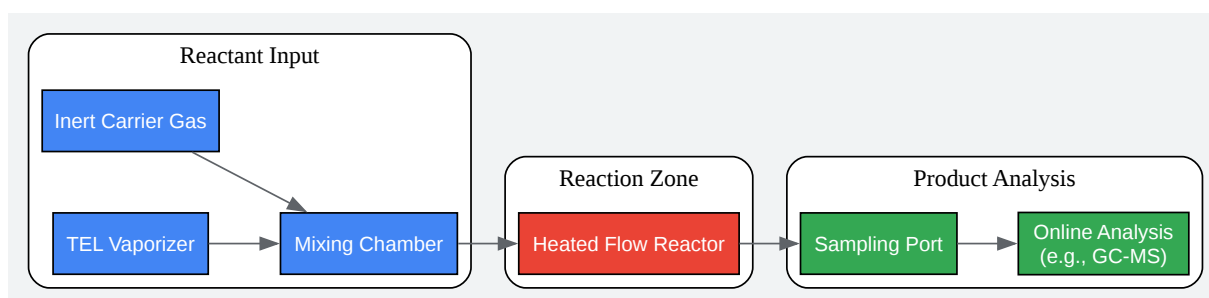 Reactant Input
Inert Carrier Gas
TEL Vaporizer
Mixing Chamber
Reaction Zone
Heated Flow Reactor
Product Analysis
Sampling Port
Online Analysis
(e.g., GC-MS)